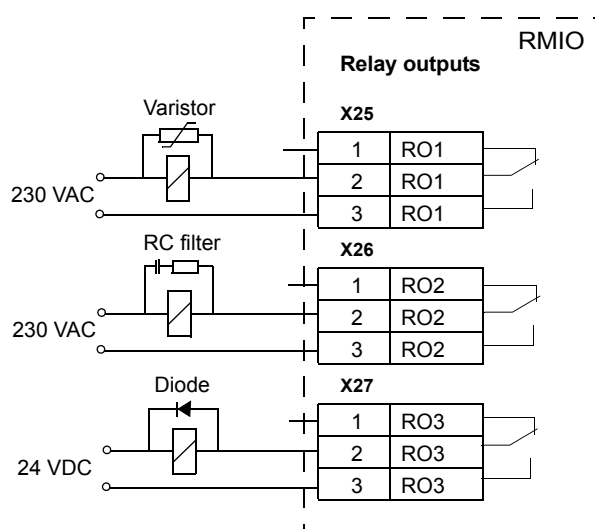 RMIO
Relay outputs
Varistor
X25
1 RO1
2 RO1
3 RO1
230 VAC
RC filter
X26
1 RO2
2 RO2
3 RO2
230 VAC
Diode
X27
1 RO3
2 RO3
3 RO3
24 VDC